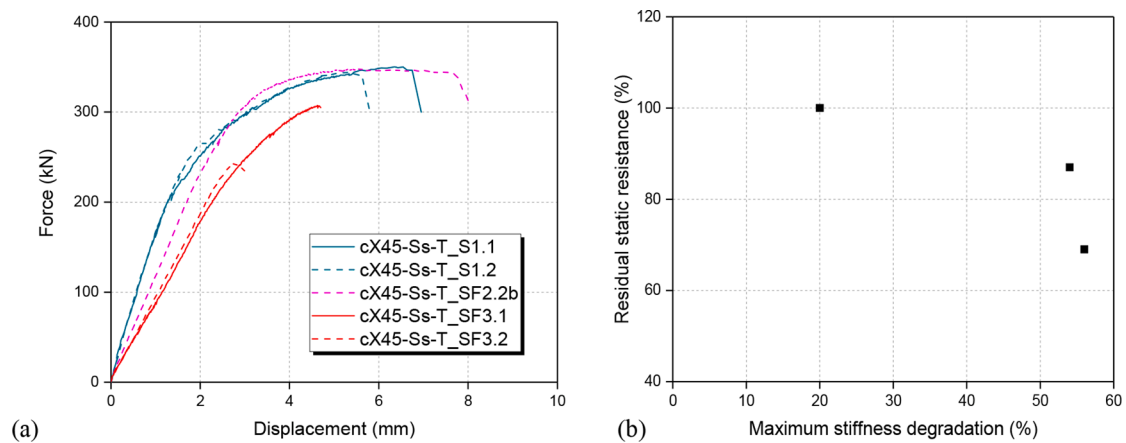 400
300
200
100
0
Force (kN)
cX45-Ss-T_S1.1
cX45-Ss-T_S1.2
cX45-Ss-T_SF2.2b
cX45-Ss-T_SF3.1
cX45-Ss-T_SF3.2
0 2 4 6 8 10
Displacement (mm)
(a)
120
100
80
60
40
Residual static resistance (%)
0 10 20 30 40 50 60
Maximum stiffness degradation (%)
(b)